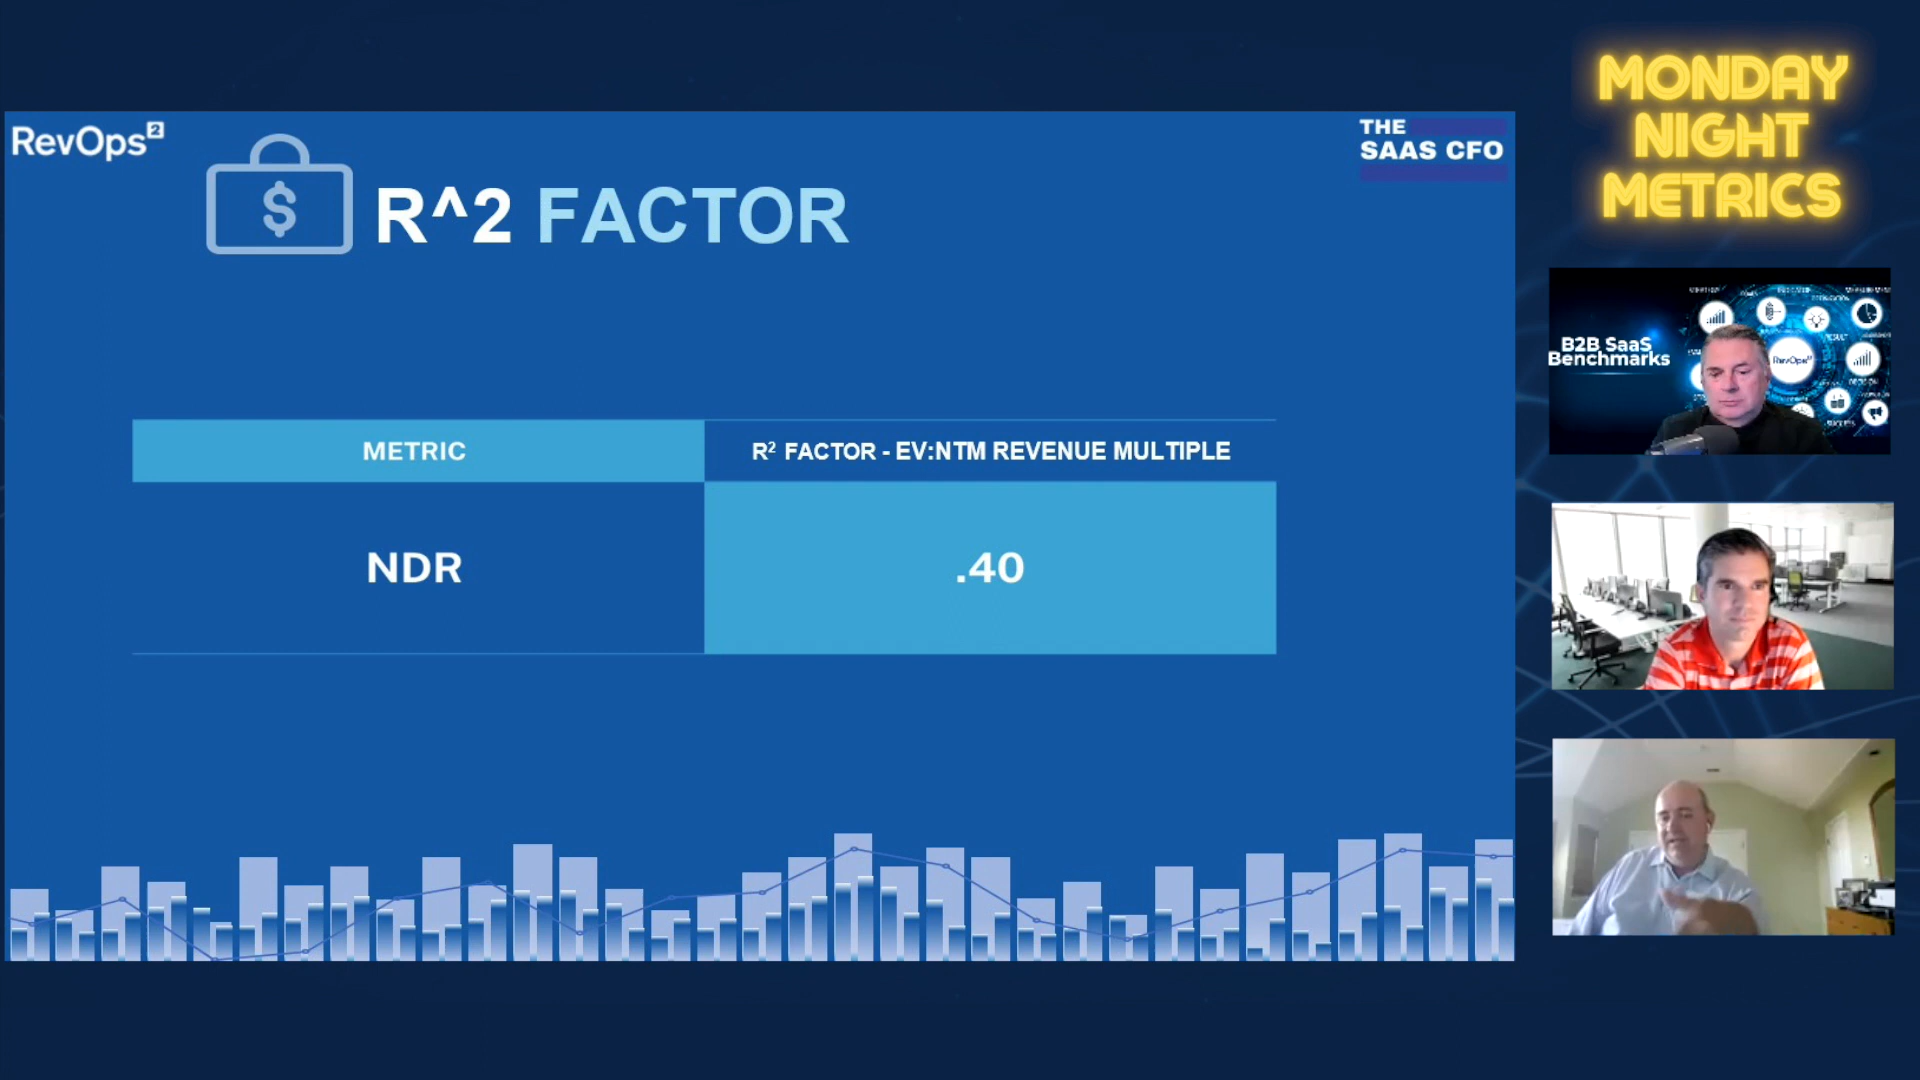 RevOps²
$
R^2 FACTOR
THE
SAAS CFO
METRIC
R² FACTOR - EV:NTM REVENUE MULTIPLE
NDR
.40
MONDAY
NIGHT
METRICS
B2B SaaS
Benchmarks
RevOps²